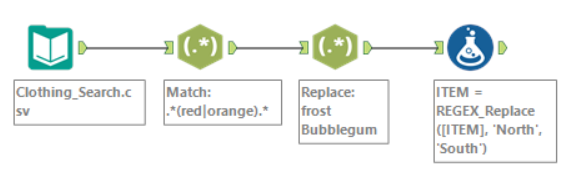 (.*)
(.*)
Clothing_Search.c
sv
Match:
.*(red|orange).*
Replace:
frost
Bubblegum
ITEM =
REGEX_Replace
([ITEM], 'North',
'South')